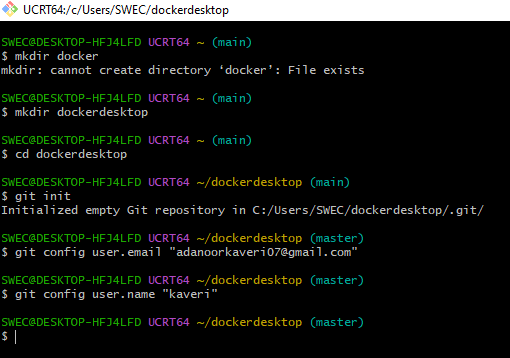 UCRT64:/c/Users/SWEC/dockerdesktop
SWEC@DESKTOP-HFJ4LFD UCRT64 ~ (main)
$ mkdir docker
mkdir: cannot create directory ‘docker’: File exists
SWEC@DESKTOP-HFJ4LFD UCRT64 ~ (main)
$ mkdir dockerdesktop
SWEC@DESKTOP-HFJ4LFD UCRT64 ~ (main)
$ cd dockerdesktop
SWEC@DESKTOP-HFJ4LFD UCRT64 ~/dockerdesktop (main)
$ git init
Initialized empty Git repository in C:/Users/SWEC/dockerdesktop/.git/
SWEC@DESKTOP-HFJ4LFD UCRT64 ~/dockerdesktop (master)
$ git config user.email "adanoorkaveri07@gmail.com"
SWEC@DESKTOP-HFJ4LFD UCRT64 ~/dockerdesktop (master)
$ git config user.name "kaveri"
SWEC@DESKTOP-HFJ4LFD UCRT64 ~/dockerdesktop (master)
$